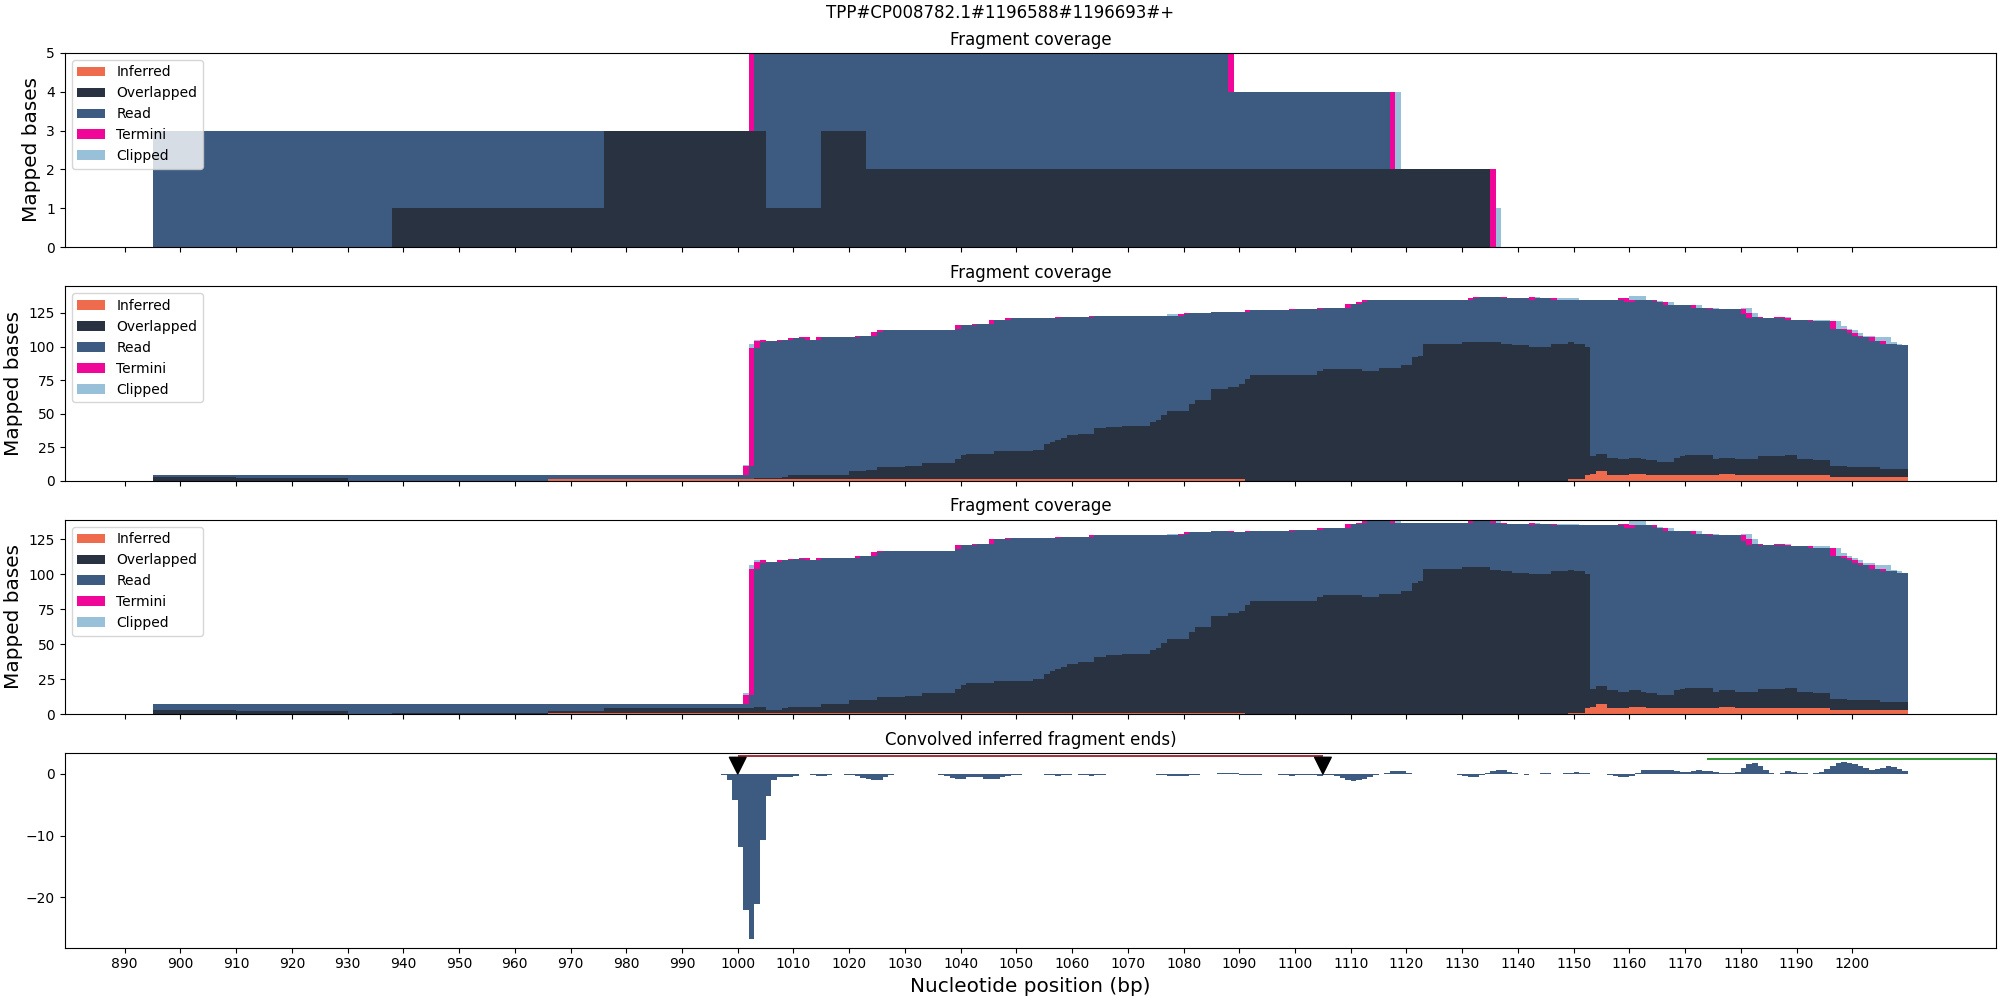 TPP#CP008782.1#1196588#1196693#+
Fragment coverage
Mapped bases
5
4
3
2
1
0
Inferred
Overlapped
Read
Termini
Clipped
Fragment coverage
Mapped bases
125
100
75
50
25
0
Inferred
Overlapped
Read
Termini
Clipped
Fragment coverage
Mapped bases
125
100
75
50
25
0
Inferred
Overlapped
Read
Termini
Clipped
Convolved inferred fragment ends)
0
−10
−20
890 900 910 920 930 940 950 960 970 980 990 1000 1010 1020 1030 1040 1050 1060 1070 1080 1090 1100 1110 1120 1130 1140 1150 1160 1170 1180 1190 1200
Nucleotide position (bp)